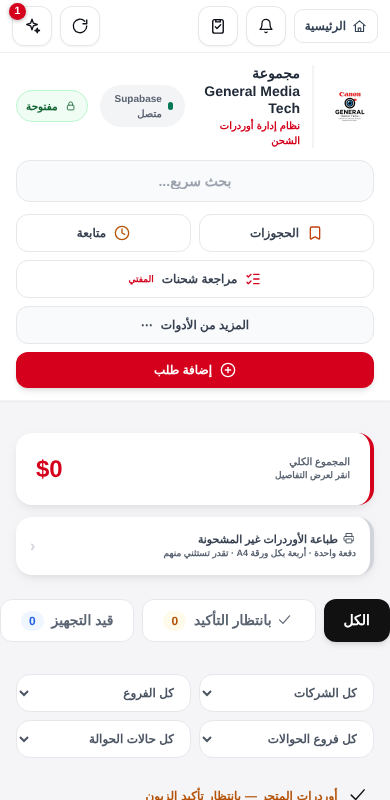 الرئيسية
1
Canon
GENERAL
مجموعة
General Media
Tech
نظام إدارة أوردرات
الشحن
Supabase
متصل
مفتوحة
بحث سريع...
الحجوزات
متابعة
مراجعة شحنات المفتي
المزيد من الأدوات ...
إضافة طلب
المجموع الكلي
انقر لعرض التفاصيل
$0
طباعة الأوردرات غير المشحونة
دفعة واحدة · أربعة بكل ورقة A4 · تقدر تستثني منهم
الكل
بانتظار التأكيد 0
قيد التجهيز 0
كل الشركات
كل الفروع
كل فروع الحوالات
كل حالات الحوالة
أوردرات المتجر — بانتظار تأكيد الزبون